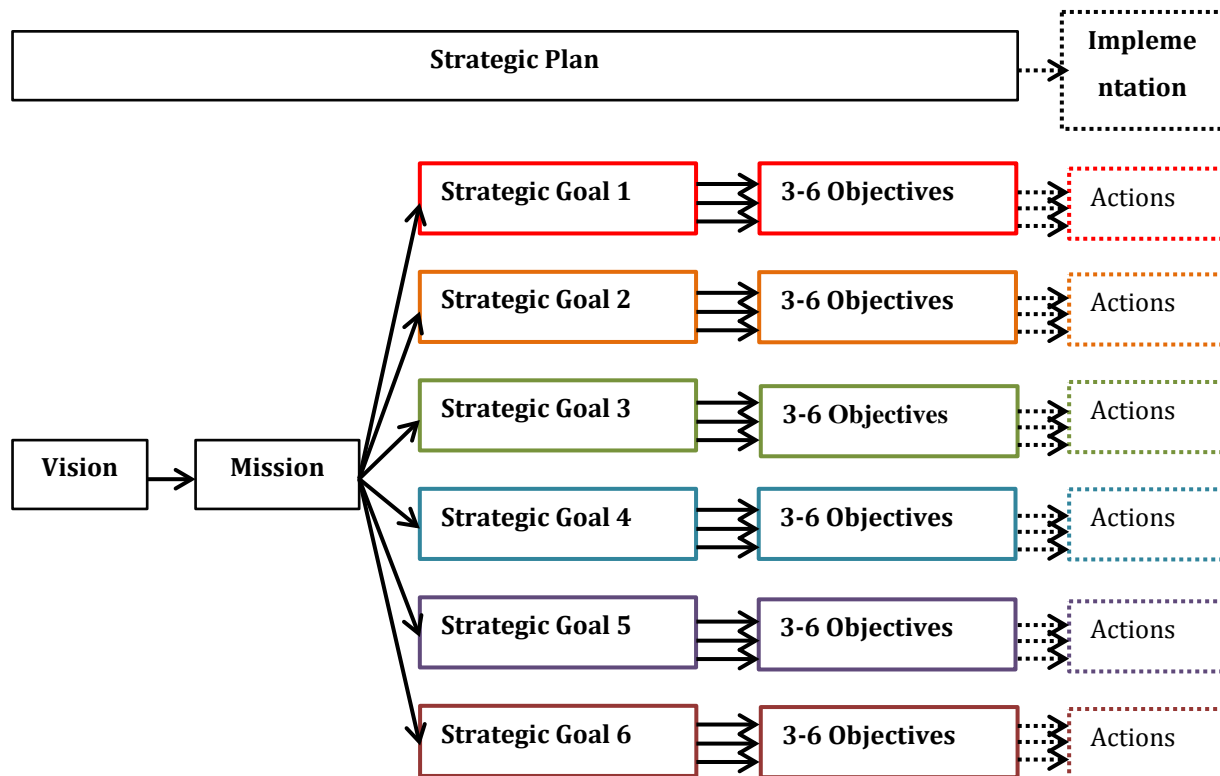 Strategic Plan
Impleme
ntation
Strategic Goal 1
3-6 Objectives
Actions
Strategic Goal 2
3-6 Objectives
Actions
Strategic Goal 3
3-6 Objectives
Actions
Vision
Mission
Strategic Goal 4
3-6 Objectives
Actions
Strategic Goal 5
3-6 Objectives
Actions
Strategic Goal 6
3-6 Objectives
Actions